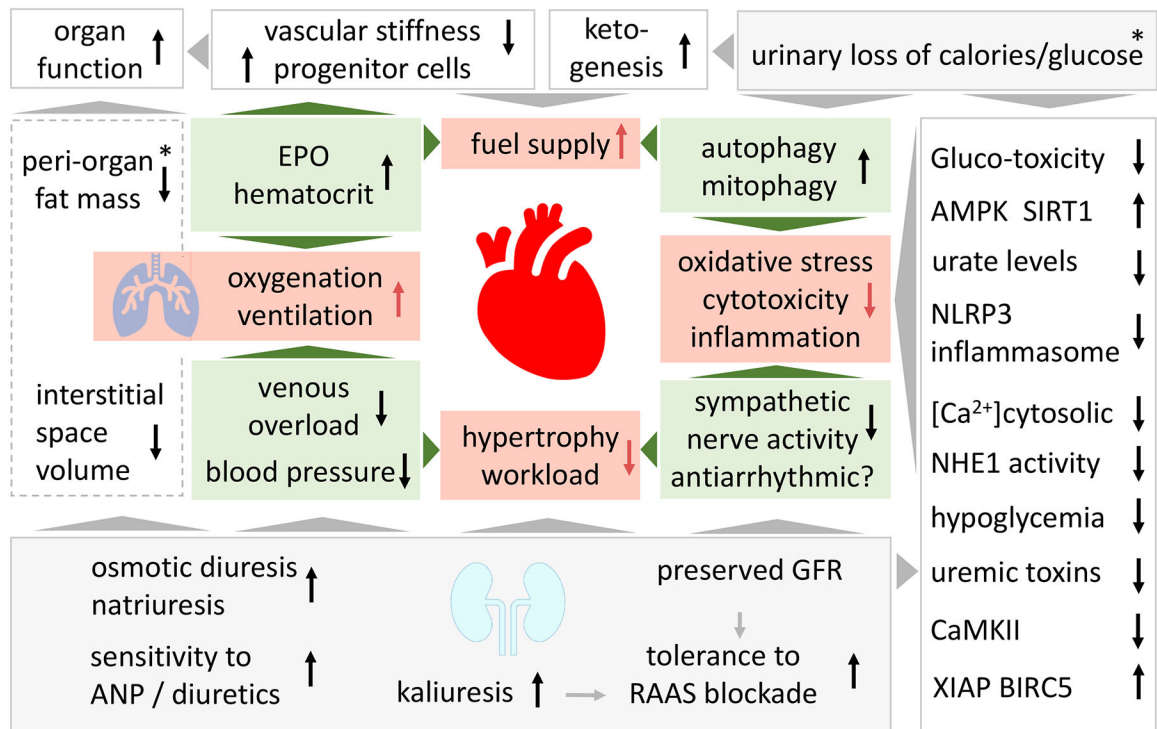 organ
function
vascular stiffness
progenitor cells
keto-
genesis
urinary loss of calories/glucose*
peri-organ*
fat mass
EPO
hematocrit
fuel supply
autophagy
mitophagy
oxygenation
ventilation
oxidative stress
cytotoxicity
inflammation
interstitial
space
volume
venous
overload
blood pressure
hypertrophy
workload
sympathetic
nerve activity
antiarrhythmic?
Gluco-toxicity
AMPK SIRT1
urate levels
NLRP3
inflammasome
[Ca²⁺]cytosolic
NHE1 activity
hypoglycemia
uremic toxins
CaMKII
XIAP BIRC5
osmotic diuresis
natriuresis
sensitivity to
ANP / diuretics
kaliuresis
preserved GFR
tolerance to
RAAS blockade